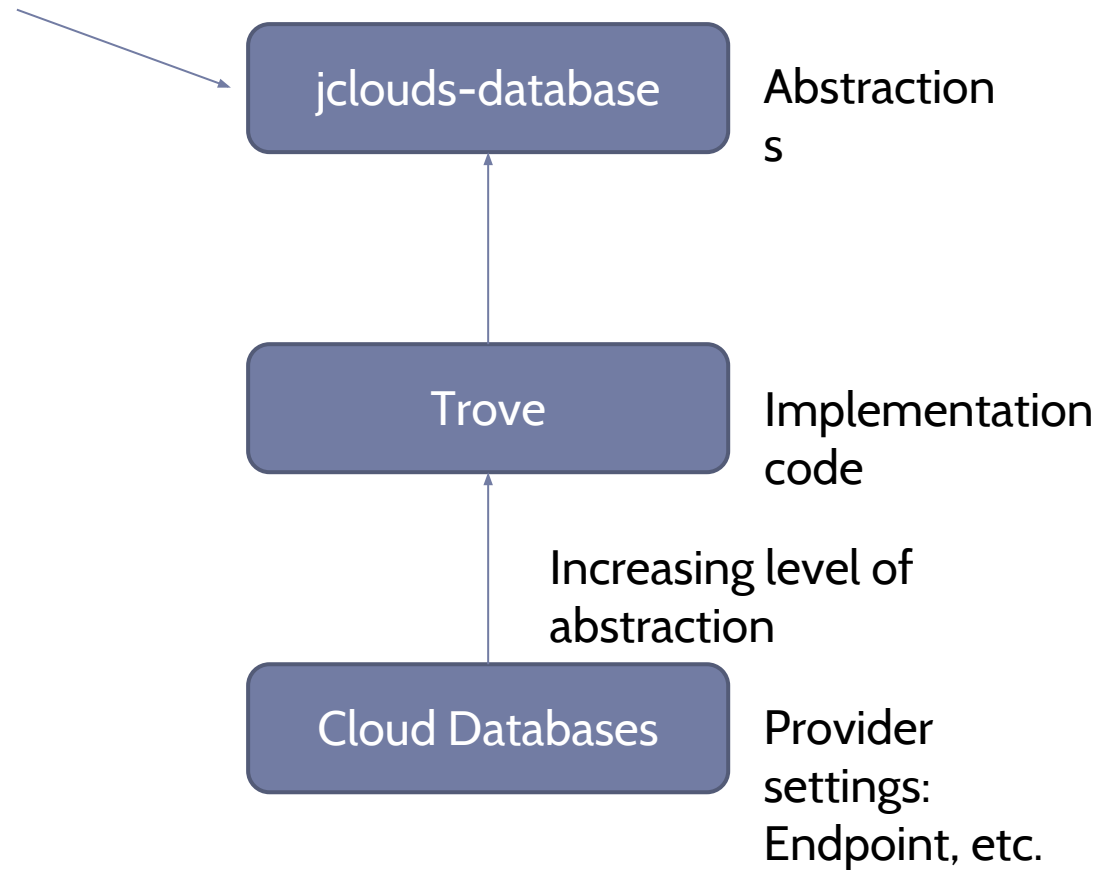 jclouds-database
Abstraction
s
Trove
Implementation
code
Increasing level of
abstraction
Cloud Databases
Provider
settings:
Endpoint, etc.